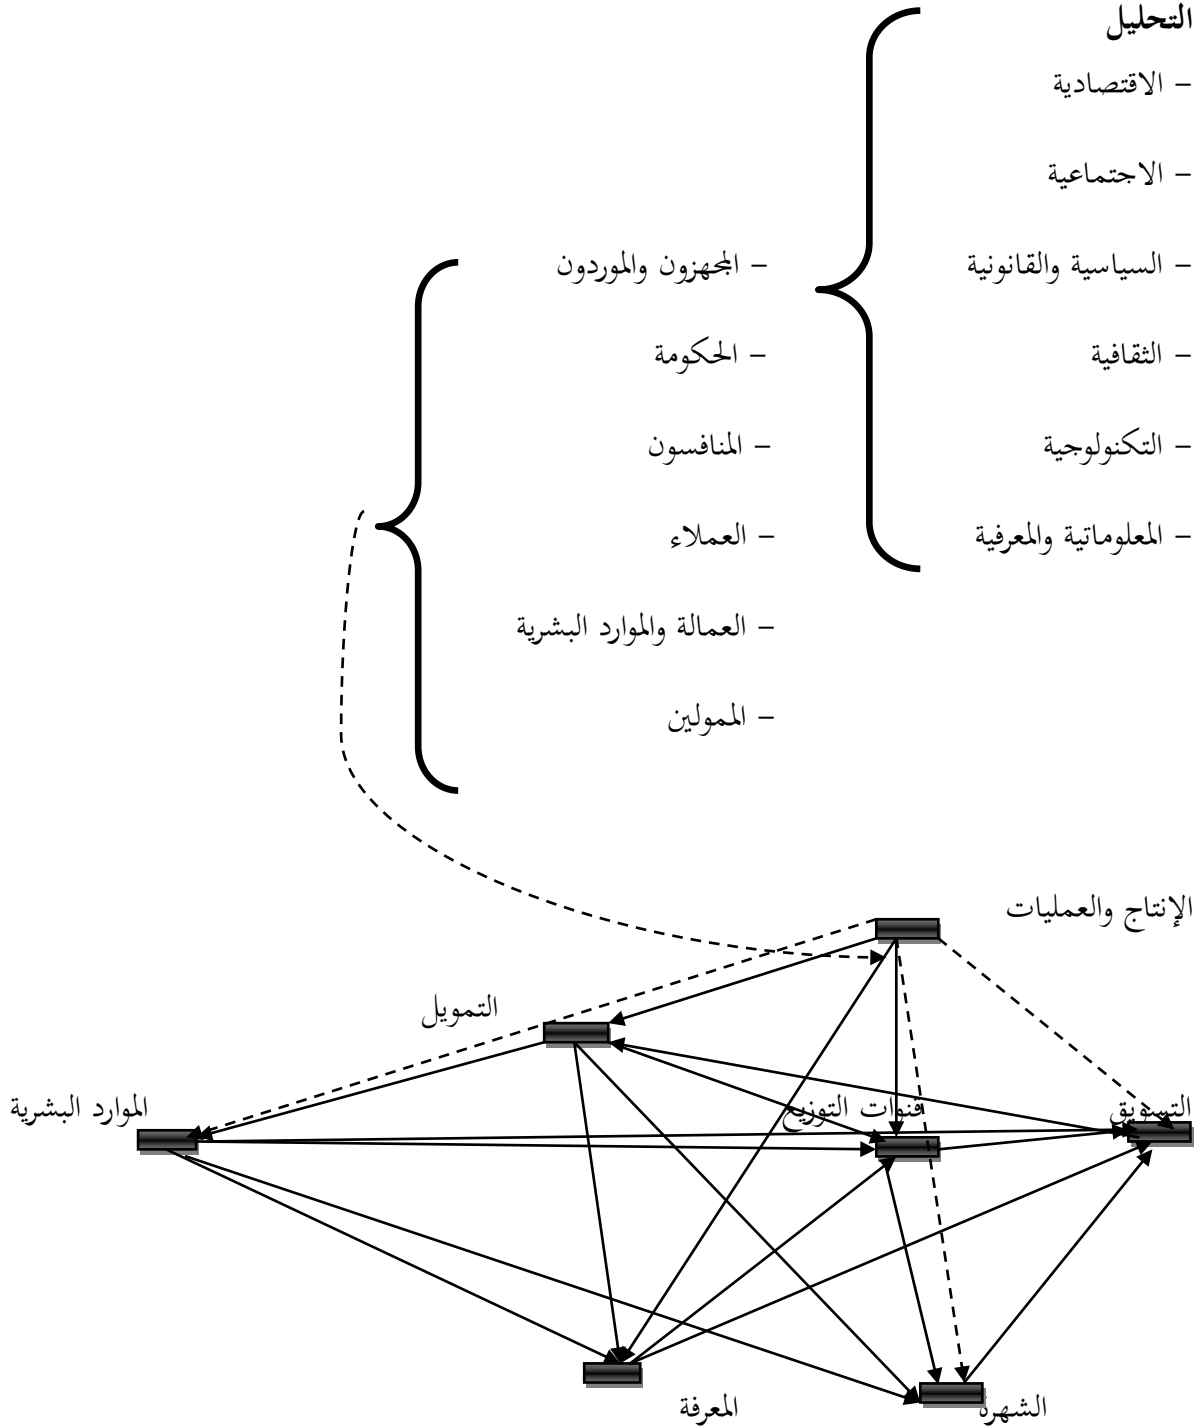 التحليل
– الاقتصادية
– الاجتماعية
– السياسية والقانونية
– الثقافية
– التكنولوجية
– المعلوماتية والمعرفية
– المجهزون والموردون
– الحكومة
– المنافسون
– العملاء
– العمالة والموارد البشرية
– الممولين
الإنتاج والعمليات
التمويل
التسويق
قنوات التوزيع
الموارد البشرية
الشهرة
المعرفة